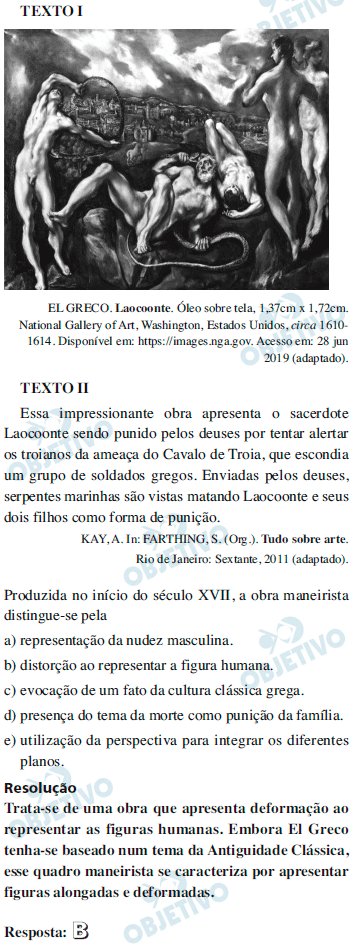 TEXTO I
EL GRECO. Laocoonte. Óleo sobre tela, 1,37cm x 1,72cm.
National Gallery of Art, Washington, Estados Unidos, circa 1610-
1614. Disponível em: https://images.nga.gov. Acesso em: 28 jun
2019 (adaptado).
TEXTO II
Essa impressionante obra apresenta o sacerdote
Laocoonte sendo punido pelos deuses por tentar alertar
os troianos da ameaça do Cavalo de Troia, que escondia
um grupo de soldados gregos. Enviadas pelos deuses,
serpentes marinhas são vistas matando Laocoonte e seus
dois filhos como forma de punição.
KAY, A. In: FARTHING, S. (Org.). Tudo sobre arte.
Rio de Janeiro: Sextante, 2011 (adaptado).
Produzida no início do século XVII, a obra maneirista
distingue-se pela
a) representação da nudez masculina.
b) distorção ao representar a figura humana.
c) evocação de um fato da cultura clássica grega.
d) presença do tema da morte como punição da família.
e) utilização da perspectiva para integrar os diferentes
planos.
Resolução
Trata-se de uma obra que apresenta deformação ao
representar as figuras humanas. Embora El Greco
tenha-se baseado num tema da Antiguidade Clássica,
esse quadro maneirista se caracteriza por apresentar
figuras alongadas e deformadas.
Resposta: B
OBJETIVO
OBJETIVO
OBJETIVO
OBJETIVO
OBJETIVO
OBJETIVO
OBJETIVO
OBJETIVO